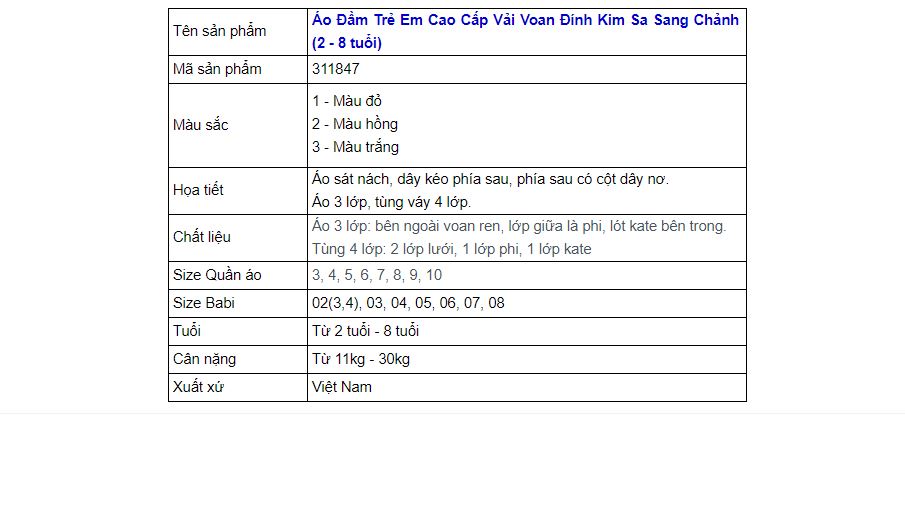 Tên sản phẩm
Áo Đầm Trẻ Em Cao Cấp Vải Voan Đính Kim Sa Sang Chảnh
(2 - 8 tuổi)
Mã sản phẩm
311847
Màu sắc
1 - Màu đỏ
2 - Màu hồng
3 - Màu trắng
Họa tiết
Áo sát nách, dây kéo phía sau, phía sau có cột dây nơ.
Áo 3 lớp, tùng váy 4 lớp.
Chất liệu
Áo 3 lớp: bên ngoài voan ren, lớp giữa là phi, lót kate bên trong.
Tùng 4 lớp: 2 lớp lưới, 1 lớp phi, 1 lớp kate
Size Quần áo
3, 4, 5, 6, 7, 8, 9, 10
Size Babi
02(3,4), 03, 04, 05, 06, 07, 08
Tuổi
Từ 2 tuổi - 8 tuổi
Cân nặng
Từ 11kg - 30kg
Xuất xứ
Việt Nam